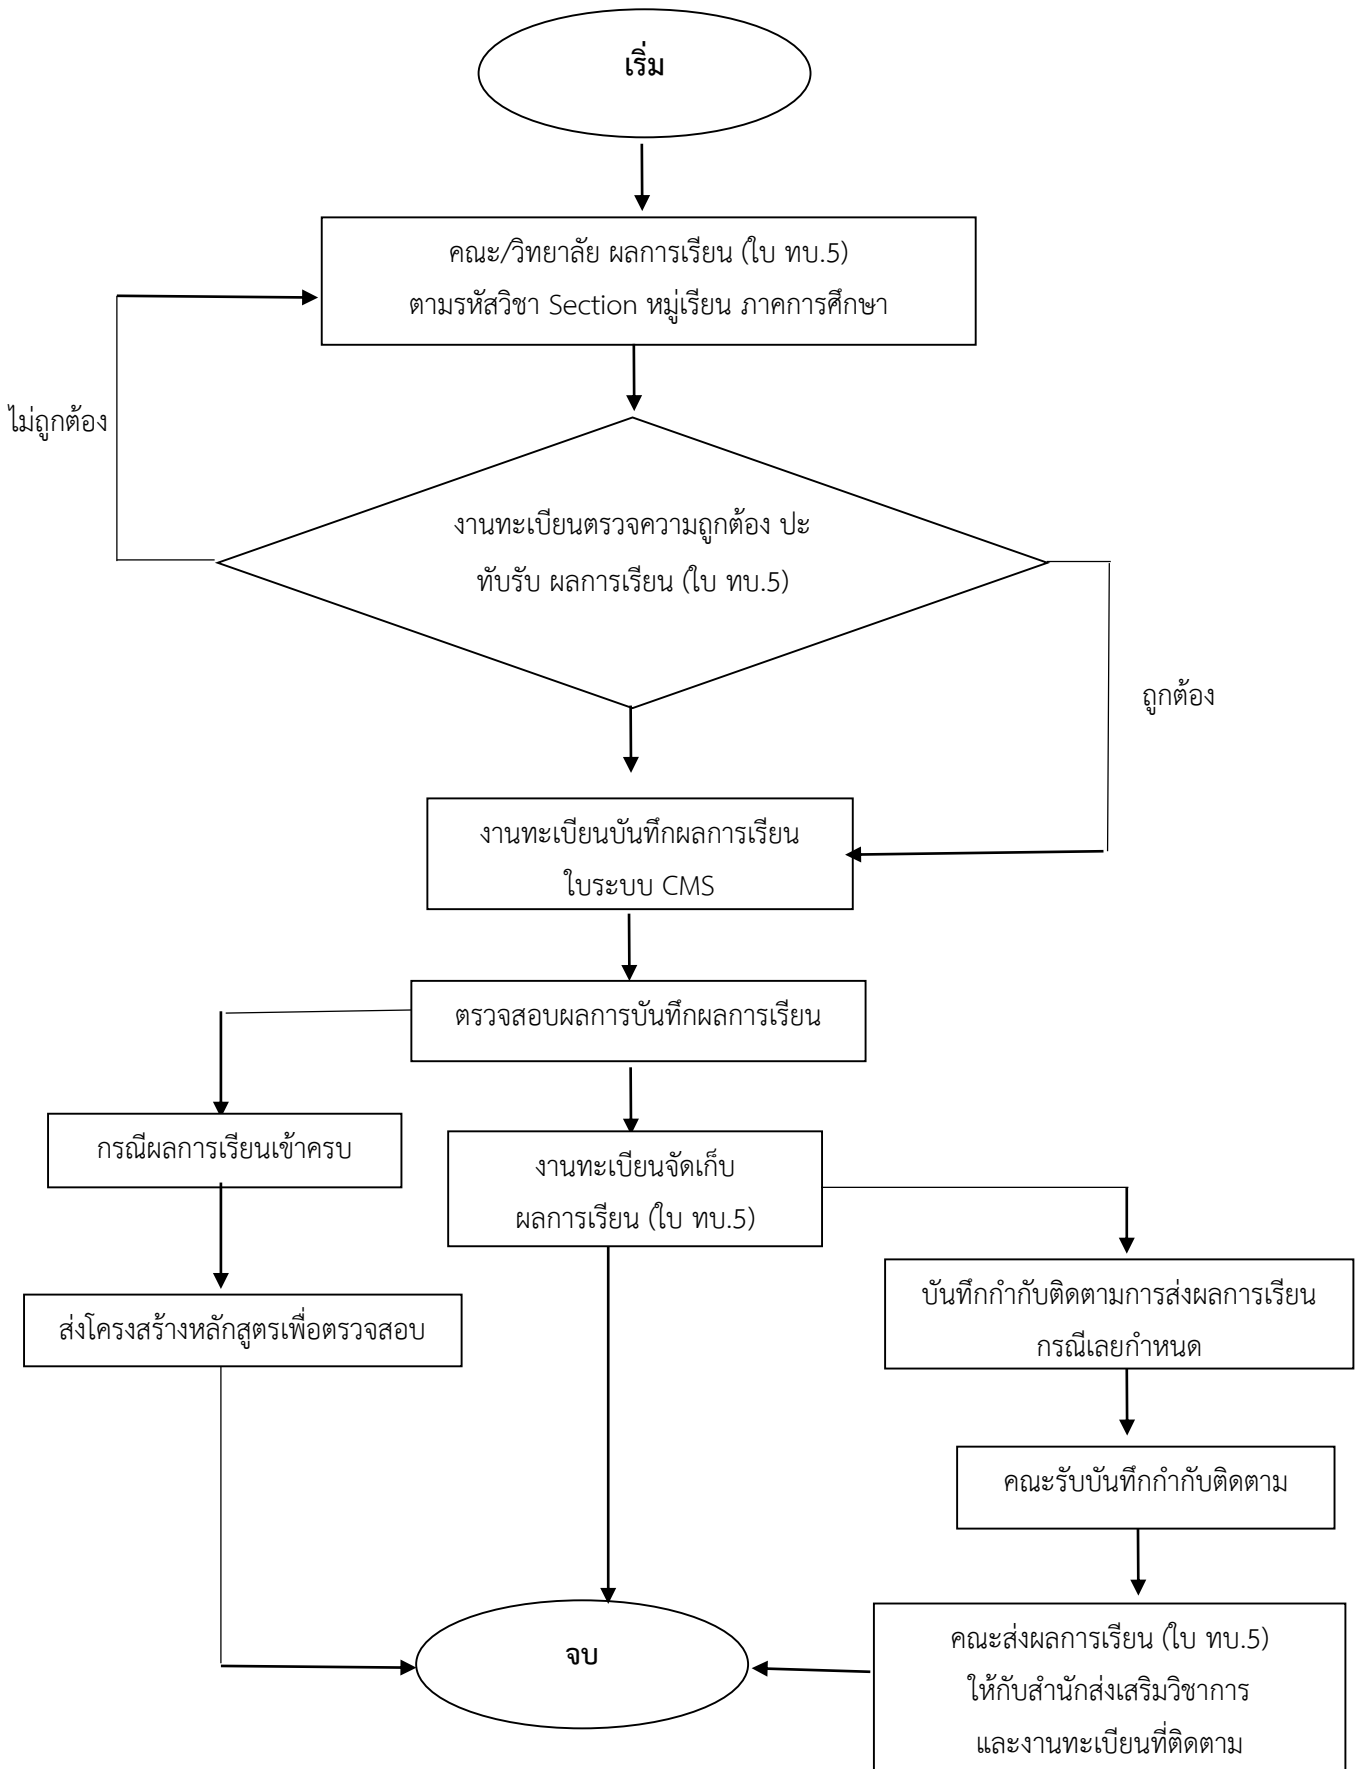 เริ่ม
คณะ/วิทยาลัย ผลการเรียน (ใบ ทบ.5)
ตามรหัสวิชา Section หมู่เรียน ภาคการศึกษา
ไม่ถูกต้อง
งานทะเบียนตรวจความถูกต้อง ปะ
ทับรับ ผลการเรียน (ใบ ทบ.5)
ถูกต้อง
งานทะเบียนบันทึกผลการเรียน
ใบระบบ CMS
ตรวจสอบผลการบันทึกผลการเรียน
กรณีผลการเรียนเข้าครบ
งานทะเบียนจัดเก็บ
ผลการเรียน (ใบ ทบ.5)
ส่งโครงสร้างหลักสูตรเพื่อตรวจสอบ
บันทึกกำกับติดตามการส่งผลการเรียน
กรณีเลยกำหนด
คณะรับบันทึกกำกับติดตาม
จบ
คณะส่งผลการเรียน (ใบ ทบ.5)
ให้กับสำนักส่งเสริมวิชาการ
และงานทะเบียนที่ติดตาม